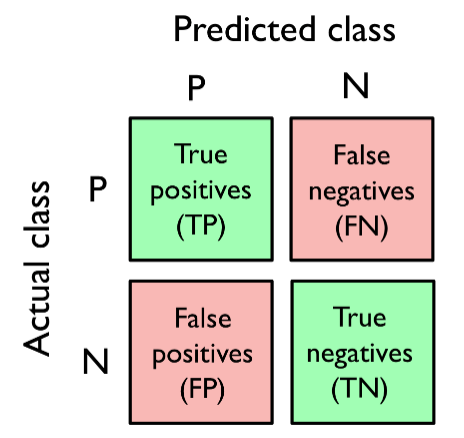 Predicted class
P
N
Actual class
P
True
positives
(TP)
False
negatives
(FN)
N
False
positives
(FP)
True
negatives
(TN)